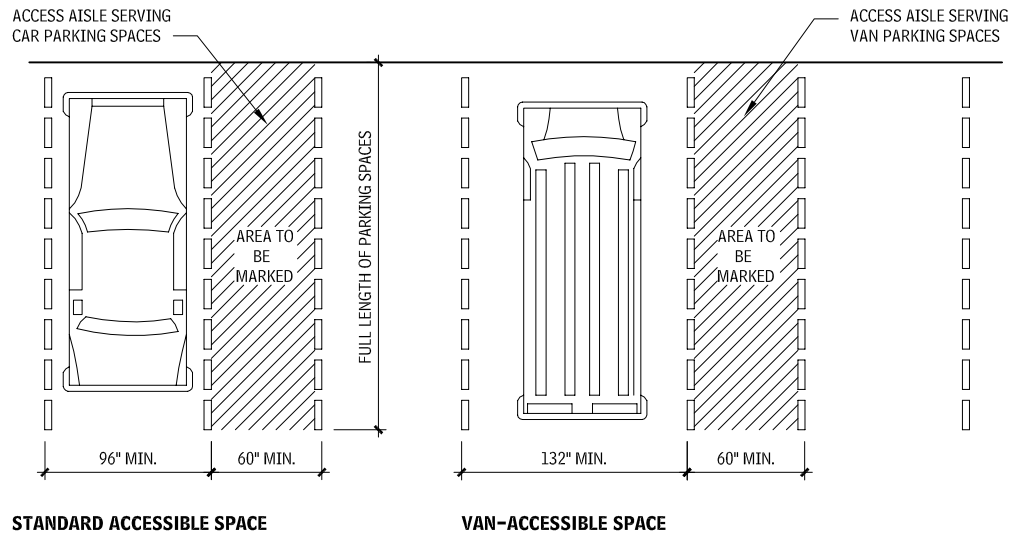 ACCESS AISLE SERVING
CAR PARKING SPACES
ACCESS AISLE SERVING
VAN PARKING SPACES
AREA TO
BE
MARKED
FULL LENGTH OF PARKING SPACES
AREA TO
BE
MARKED
96" MIN.
60" MIN.
132" MIN.
60" MIN.
STANDARD ACCESSIBLE SPACE
VAN-ACCESSIBLE SPACE